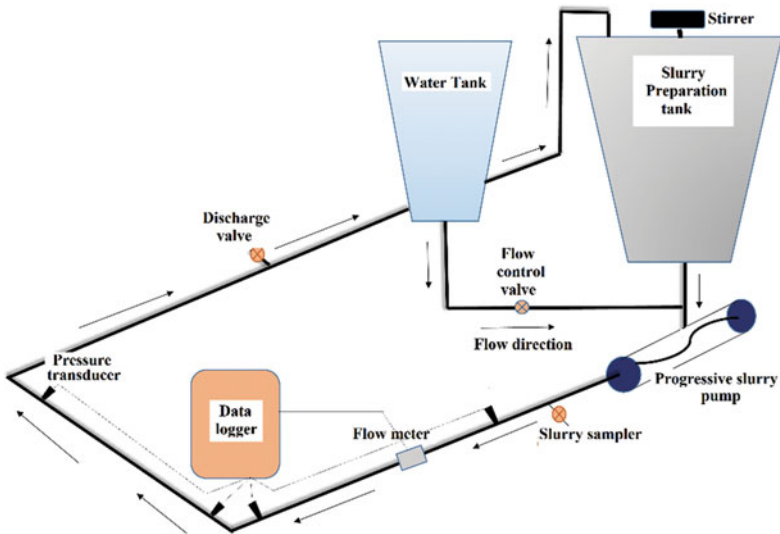 Stirrer
Water Tank
Slurry
Preparation
tank
Discharge
valve
Flow
control
valve
Flow direction
Pressure
transducer
Progressive slurry
pump
Data
logger
Flow meter
Slurry sampler